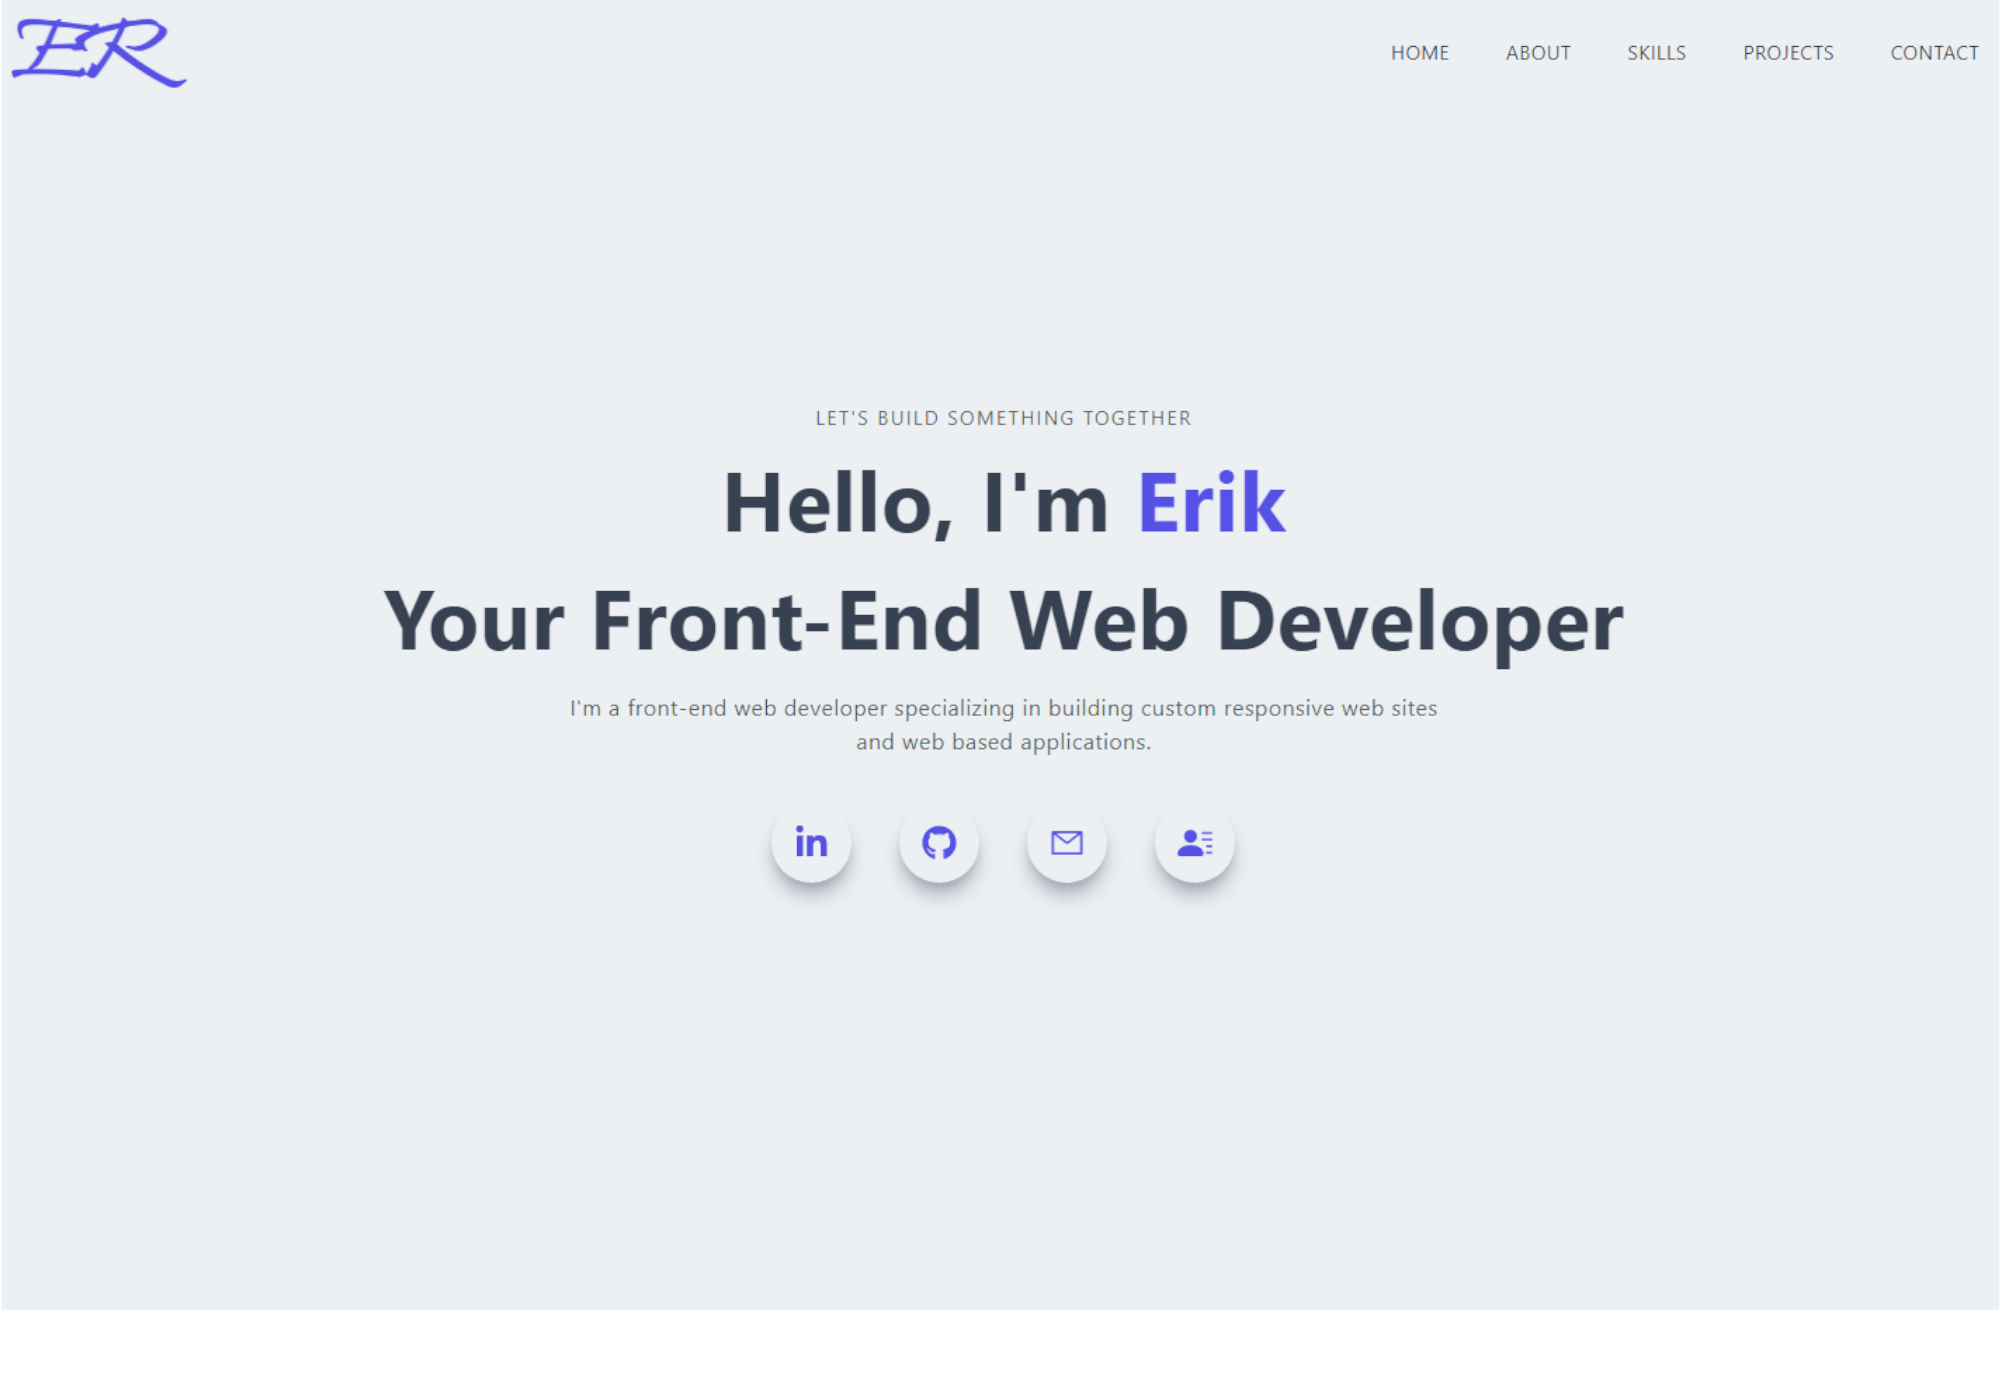 ER
HOME ABOUT SKILLS PROJECTS CONTACT
LET'S BUILD SOMETHING TOGETHER
Hello, I'm Erik
Your Front-End Web Developer
I'm a front-end web developer specializing in building custom responsive web sites
and web based applications.
in